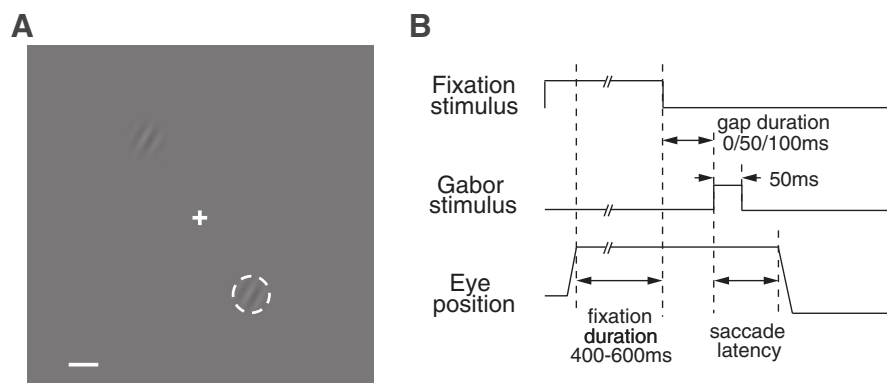 A
B
Fixation
stimulus
gap duration
0/50/100ms
50ms
Gabor
stimulus
Eye
position
fixation
duration
400-600ms
saccade
latency